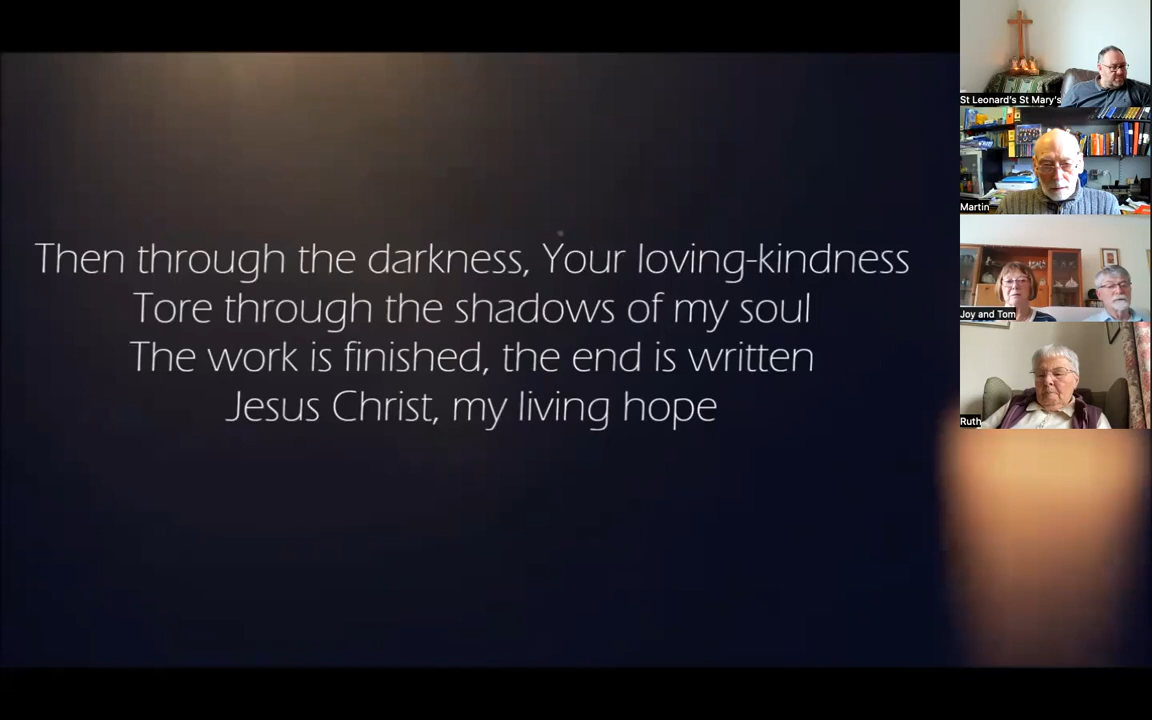 Then through the darkness, Your loving-kindness
Tore through the shadows of my soul
The work is finished, the end is written
Jesus Christ, my living hope
St Leonard's St Mary's
Martin
Joy and Tom
Ruth